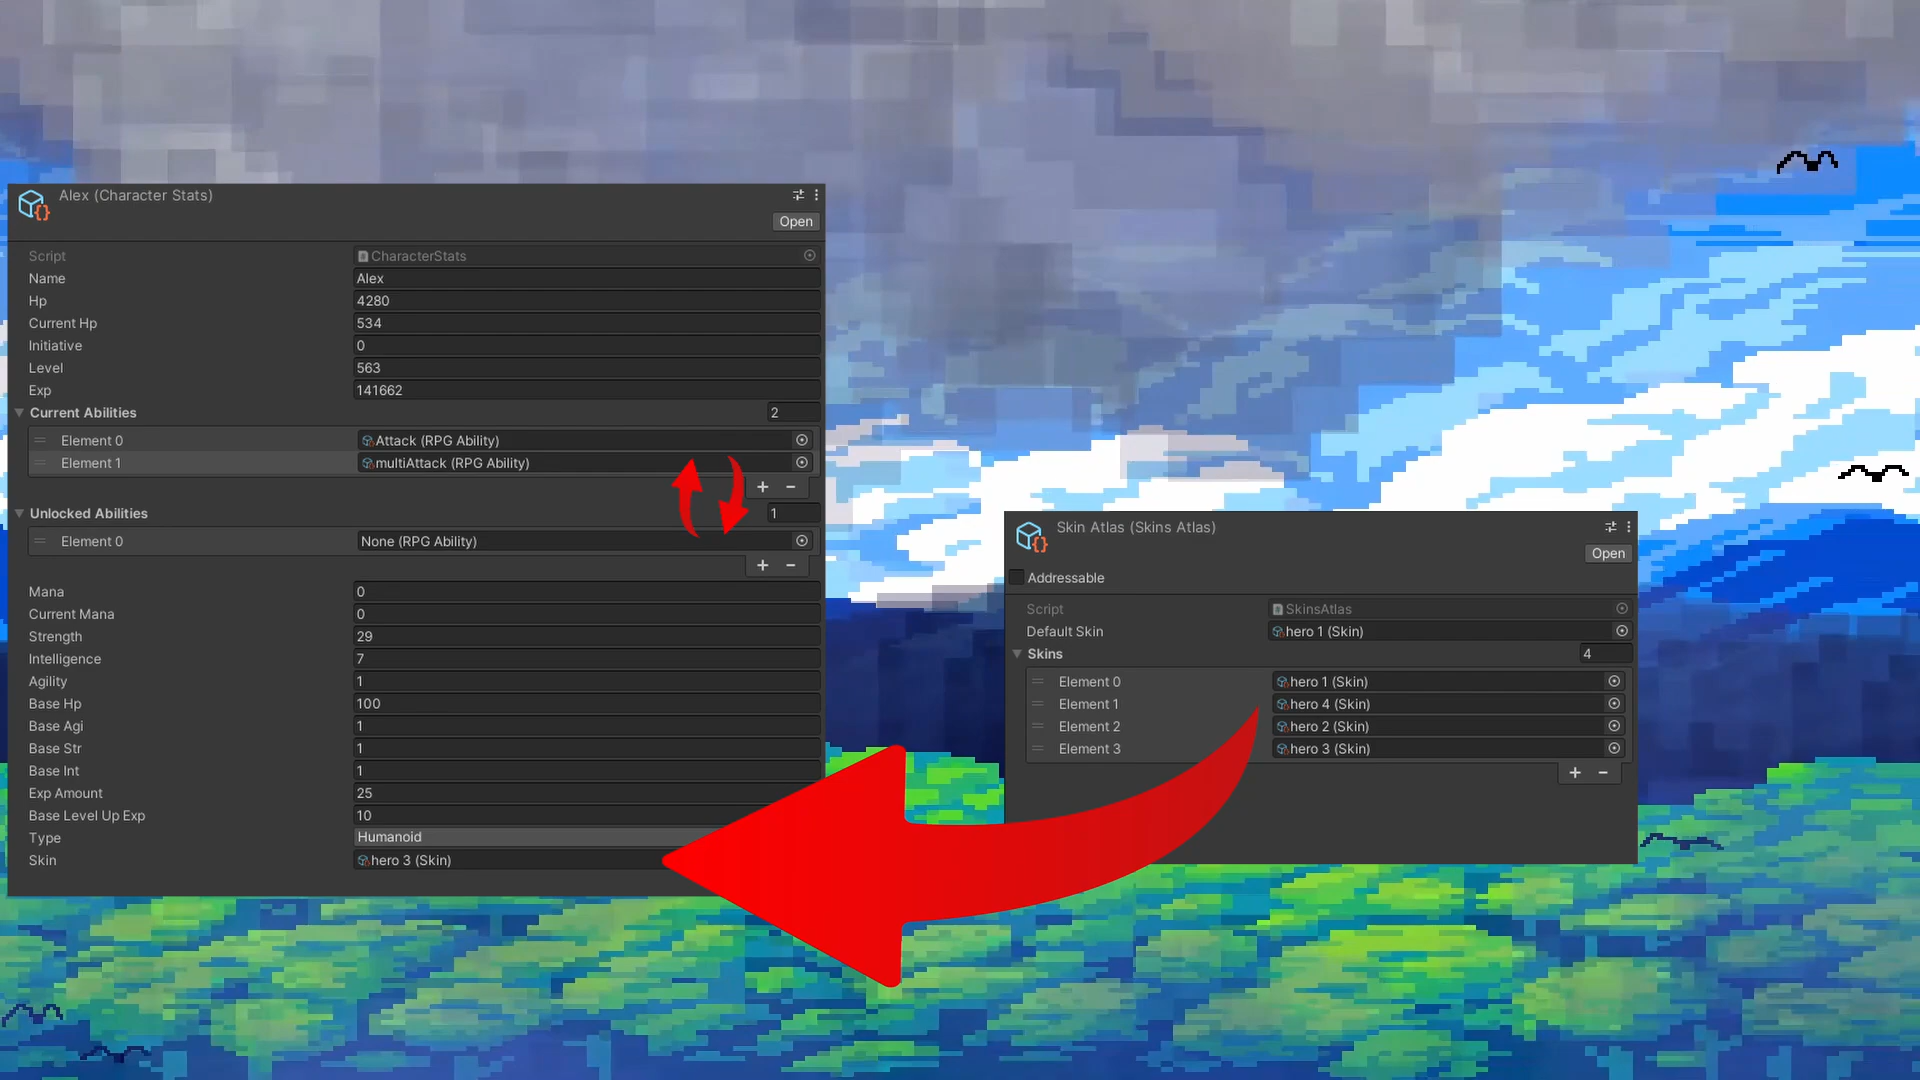 Alex (Character Stats)
Open
Script CharacterStats
Name Alex
Hp 4280
Current Hp 534
Initiative 0
Level 563
Exp 141662
Current Abilities 2
Element 0 Attack (RPG Ability)
Element 1 multiAttack (RPG Ability)
+ −
Unlocked Abilities 1
Element 0 None (RPG Ability)
+ −
Mana 0
Current Mana 0
Strength 29
Intelligence 7
Agility 1
Base Hp 100
Base Agi 1
Base Str 1
Base Int 1
Exp Amount 25
Base Level Up Exp 10
Type Humanoid
Skin hero 3 (Skin)
Skin Atlas (Skins Atlas)
Open
Addressable
Script SkinsAtlas
Default Skin hero 1 (Skin)
Skins 4
Element 0 hero 1 (Skin)
Element 1 hero 4 (Skin)
Element 2 hero 2 (Skin)
Element 3 hero 3 (Skin)
+ −